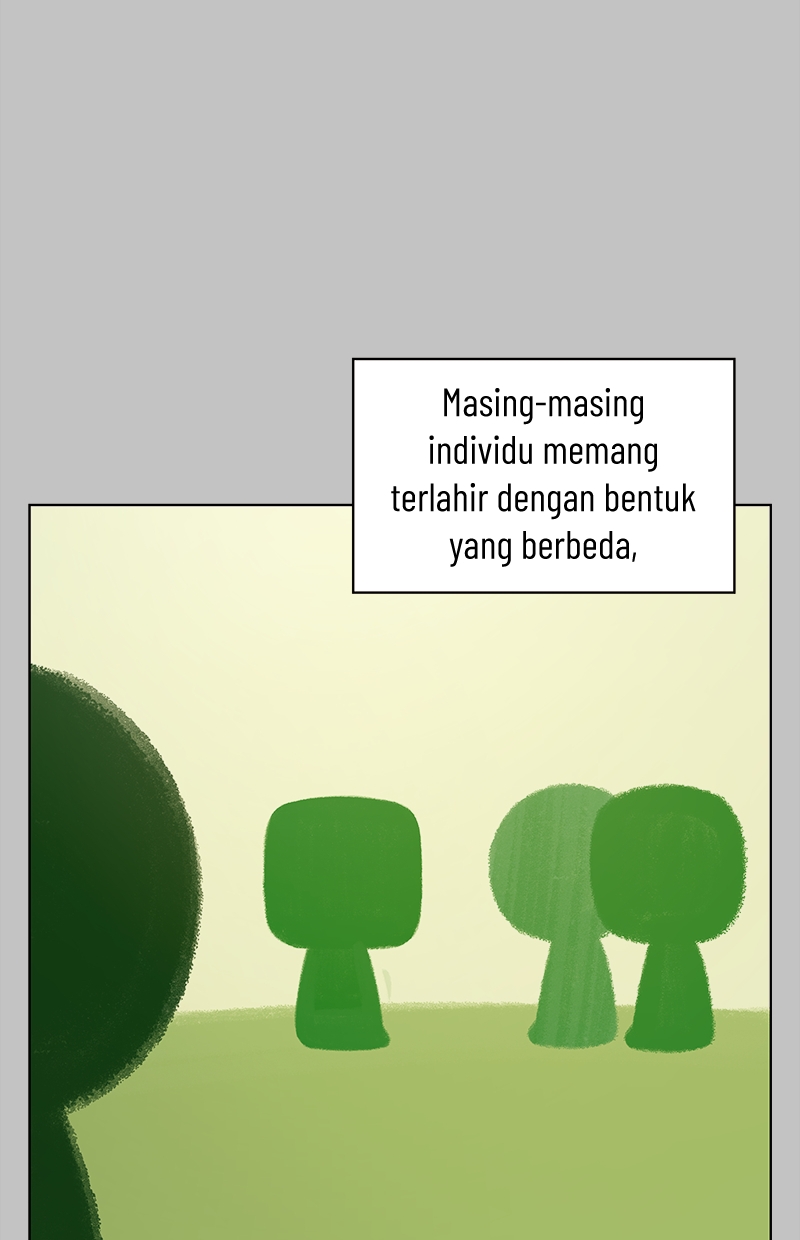 Masing-masing
individu memang
terlahir dengan bentuk
yang berbeda,